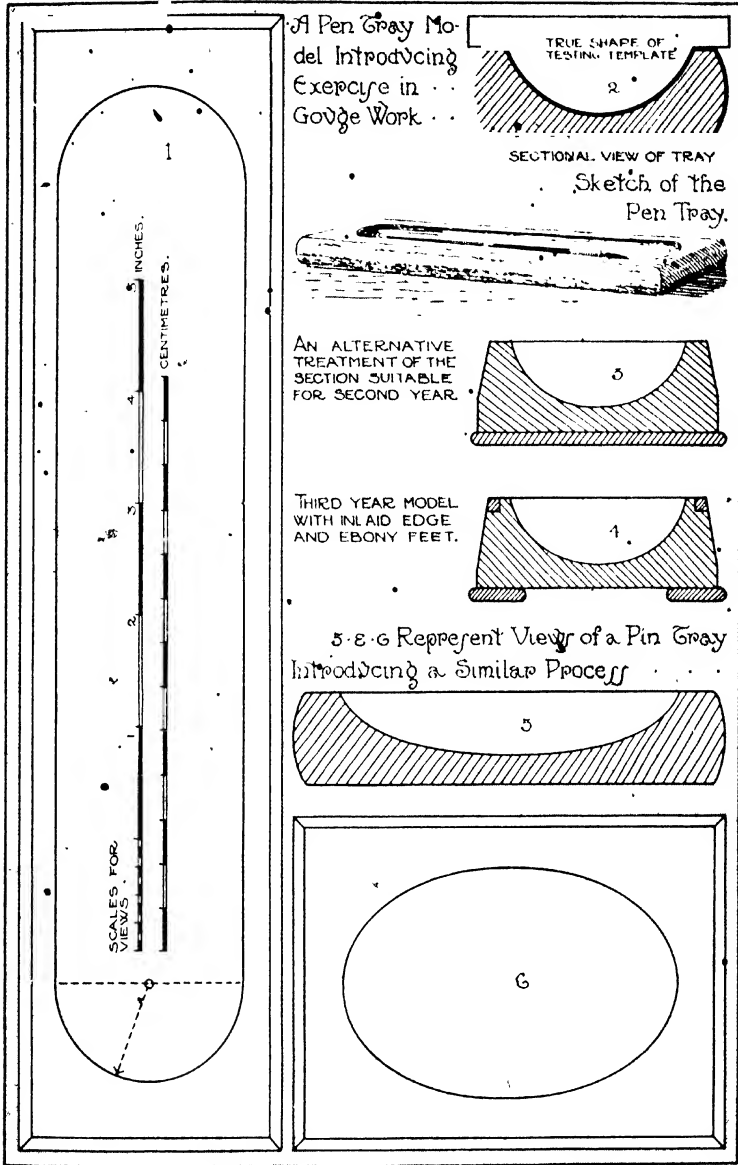 A Pen Tray Mo-
del Introducing
Exercise in · ·
Gouge Work · ·
TRUE SHAPE OF
TESTING TEMPLATE
2
SECTIONAL VIEW OF TRAY
Sketch of the
Pen Tray.
1
5 INCHES.
4
3
2
1
CENTIMETRES.
SCALES FOR
VIEWS.
AN ALTERNATIVE
TREATMENT OF THE
SECTION SUITABLE
FOR SECOND YEAR.
3
THIRD YEAR MODEL
WITH INLAID EDGE
AND EBONY FEET.
4
5·&·6 Represent Views of a Pin Tray
Introducing a Similar Process · · · ·
5
6